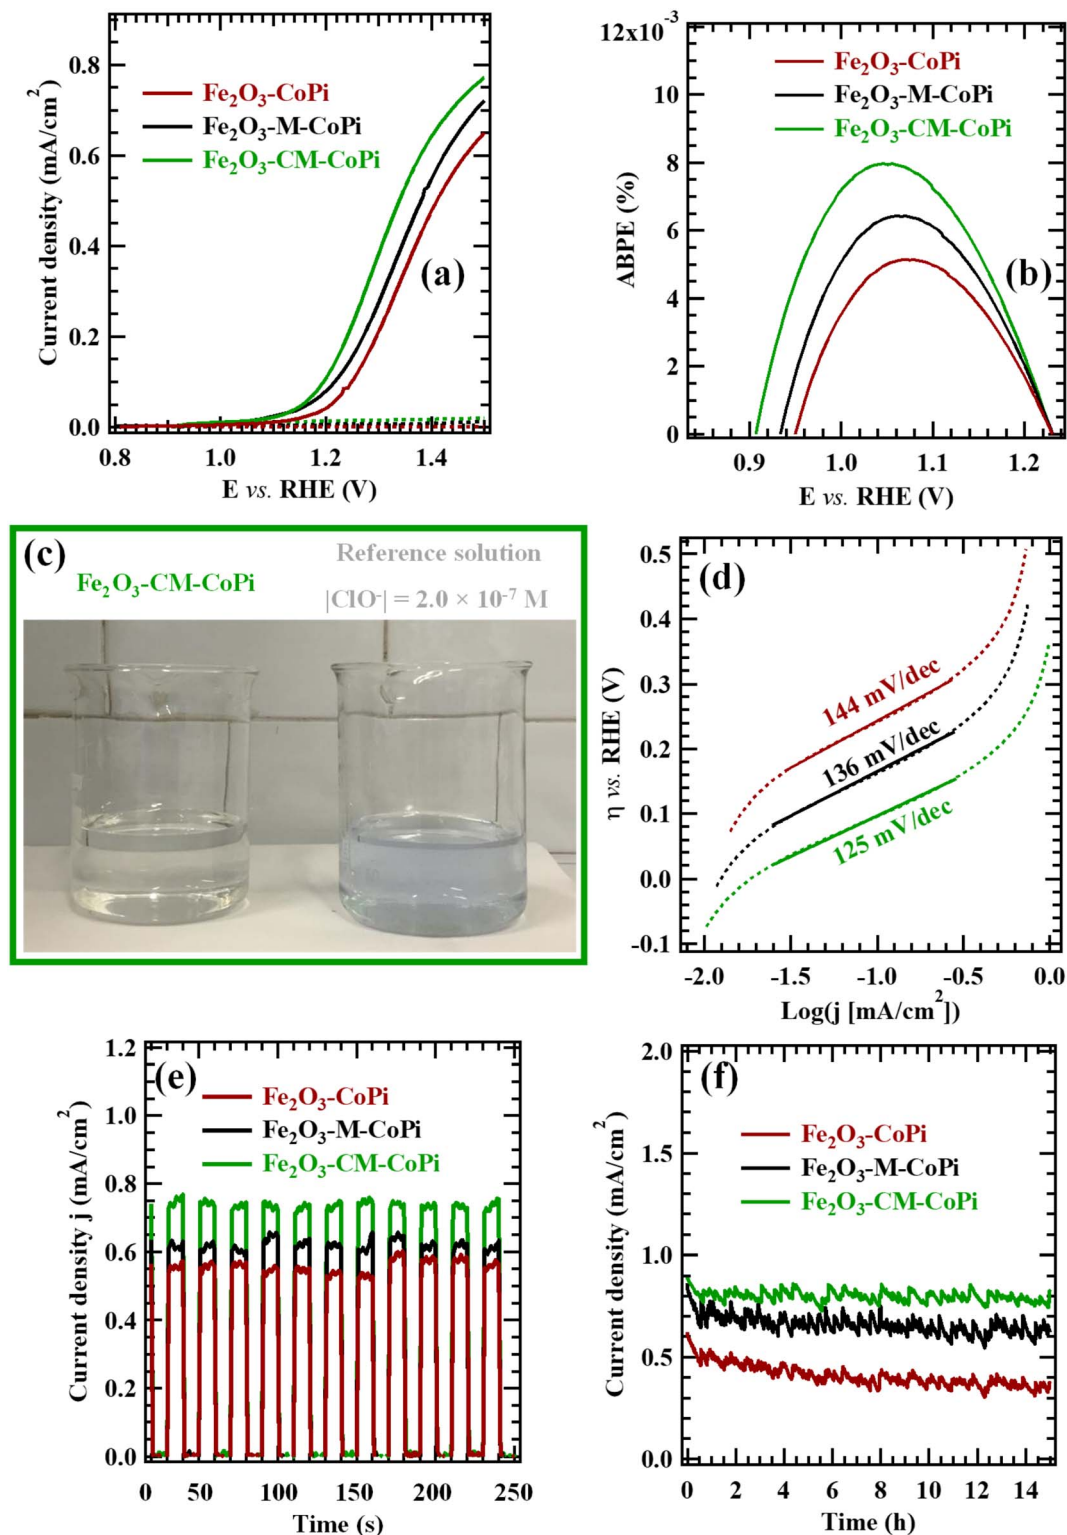 (a)
Fe₂O₃-CoPi
Fe₂O₃-M-CoPi
Fe₂O₃-CM-CoPi
Current density (mA/cm²)
0.8
0.6
0.4
0.2
0.0
0.8 1.0 1.2 1.4
E vs. RHE (V)
12x10⁻³
10
8
6
4
2
0
ABPE (%)
Fe₂O₃-CoPi
Fe₂O₃-M-CoPi
Fe₂O₃-CM-CoPi
(b)
0.9 1.0 1.1 1.2
E vs. RHE (V)
(c)
Fe₂O₃-CM-CoPi
Reference solution
|ClO⁻| = 2.0 × 10⁻⁷ M
(d)
0.5
0.4
0.3
0.2
0.1
0.0
-0.1
η vs. RHE (V)
144 mV/dec
136 mV/dec
125 mV/dec
-2.0 -1.5 -1.0 -0.5 0.0
Log(j [mA/cm²])
(e)
1.2
1.0
0.8
0.6
0.4
0.2
0.0
Current density j (mA/cm²)
Fe₂O₃-CoPi
Fe₂O₃-M-CoPi
Fe₂O₃-CM-CoPi
0 50 100 150 200 250
Time (s)
(f)
2.0
1.5
1.0
0.5
0.0
Current density (mA/cm²)
Fe₂O₃-CoPi
Fe₂O₃-M-CoPi
Fe₂O₃-CM-CoPi
0 2 4 6 8 10 12 14
Time (h)